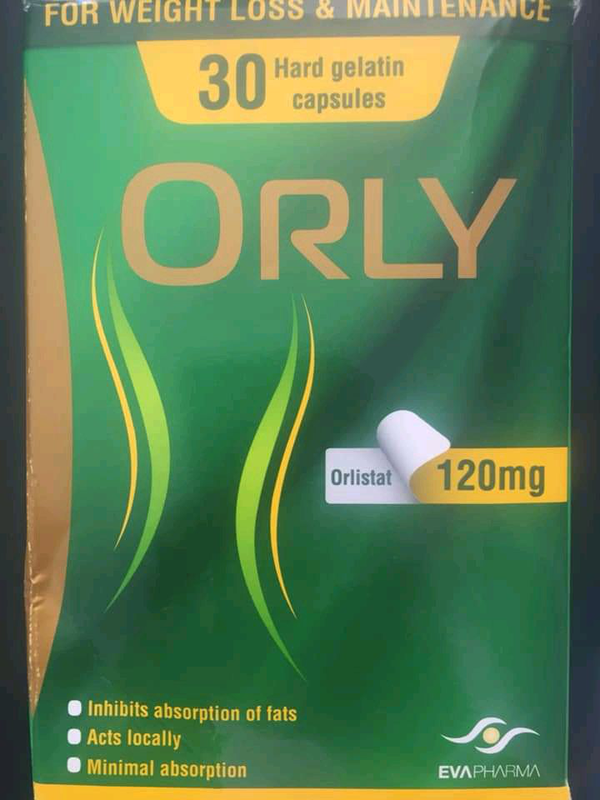 FOR WEIGHT LOSS & MAINTENANCE
30 Hard gelatin
capsules
ORLY
Orlistat 120mg
Inhibits absorption of fats
Acts locally
Minimal absorption
EVAPHARMA